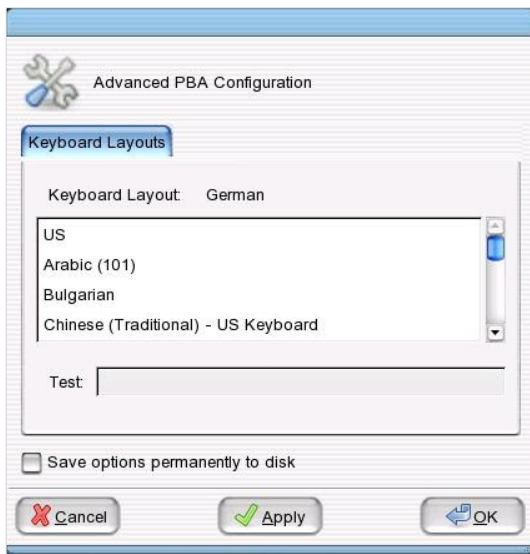 Advanced PBA Configuration
Keyboard Layouts
Keyboard Layout: German
US
Arabic (101)
Bulgarian
Chinese (Traditional) - US Keyboard
Test:
Save options permanently to disk
Cancel
Apply
OK